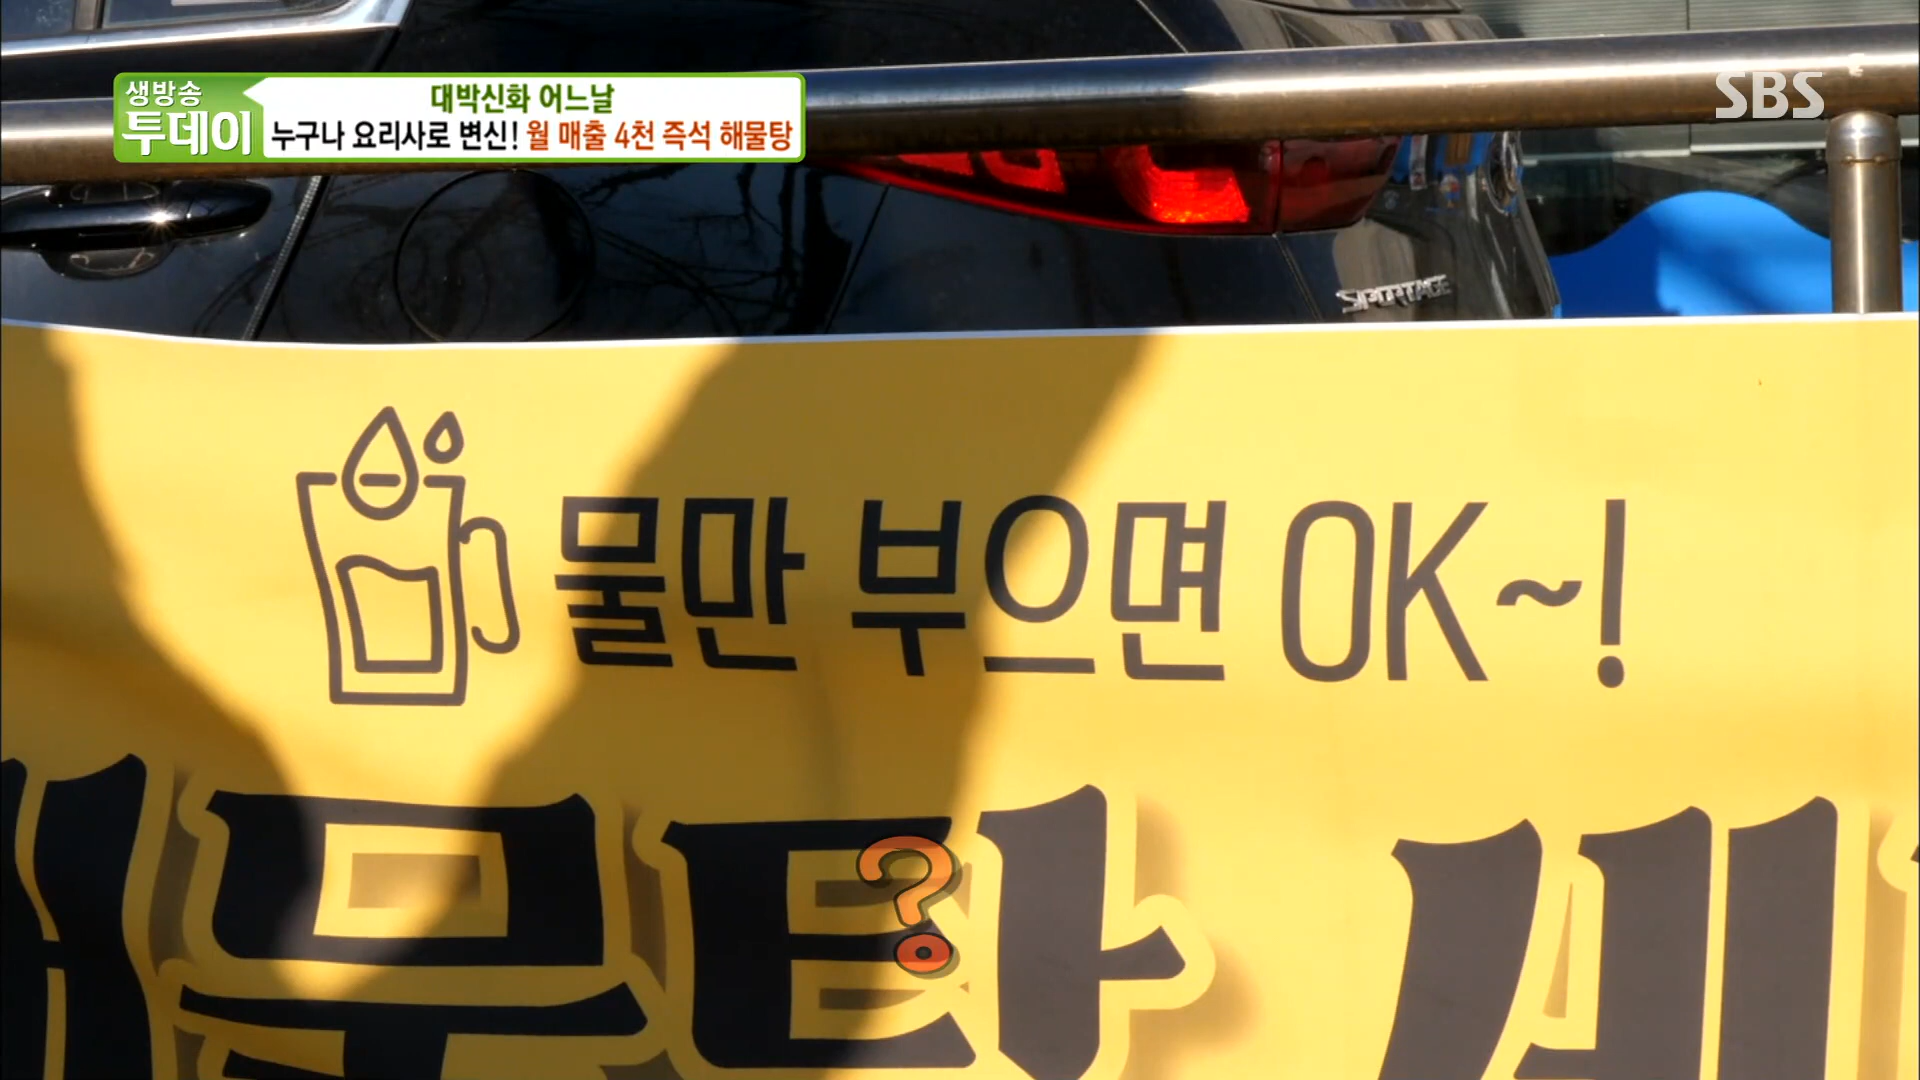 생방송
투데이
대박신화 어느날
누구나 요리사로 변신! 월 매출 4천 즉석 해물탕
SBS
SPORTAGE
물만 부으면 OK~!
?